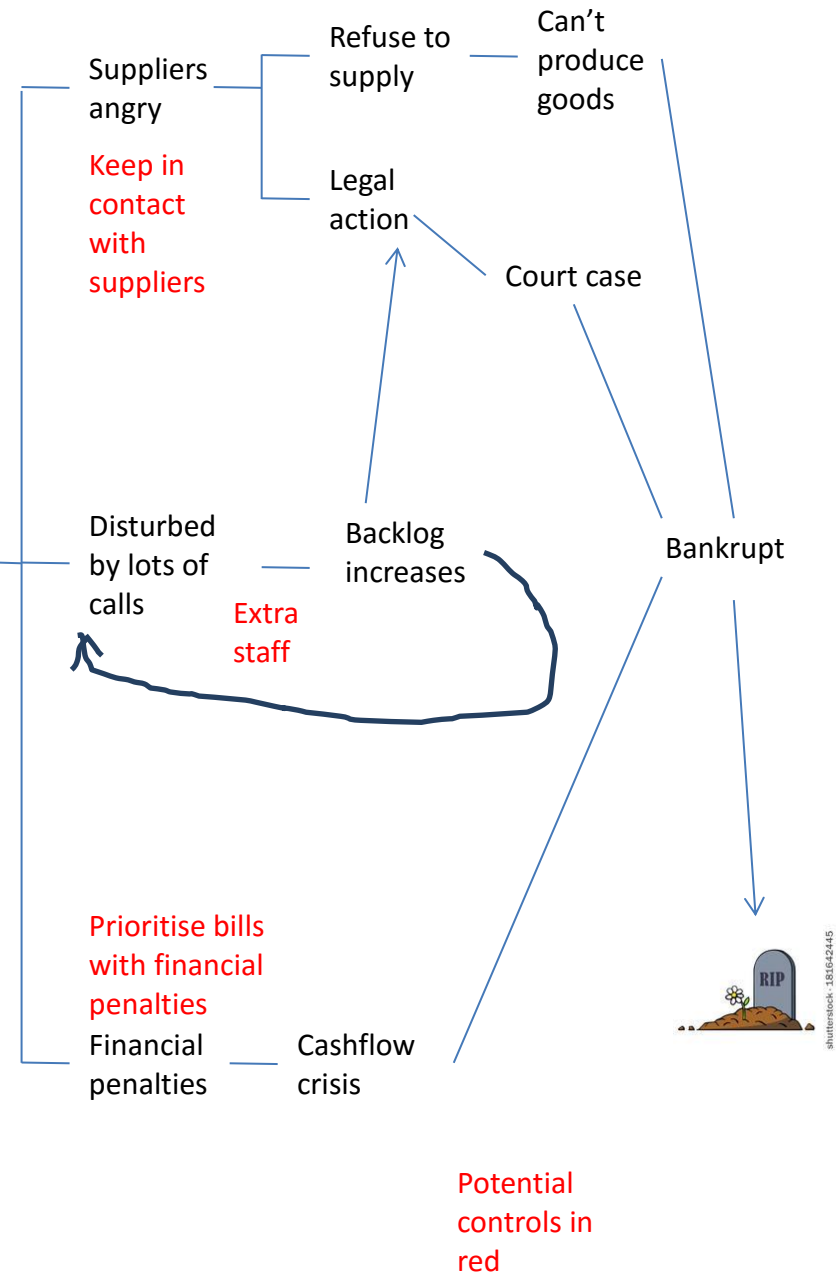 Suppliers
angry
Refuse to
supply
Can’t
produce
goods
Keep in
contact
with
suppliers
Legal
action
Court case
Disturbed
by lots of
calls
Extra
staff
Backlog
increases
Bankrupt
Prioritise bills
with financial
penalties
Financial
penalties
Cashflow
crisis
RIP
shutterstock · 181642445
Potential
controls in
red